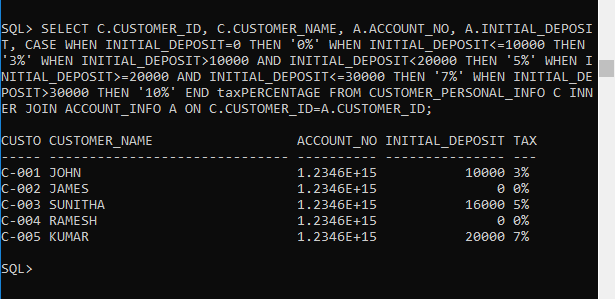 SQL> SELECT C.CUSTOMER_ID, C.CUSTOMER_NAME, A.ACCOUNT_NO, A.INITIAL_DEPOSI
T, CASE WHEN INITIAL_DEPOSIT=0 THEN '0%' WHEN INITIAL_DEPOSIT<=10000 THEN
'3%' WHEN INITIAL_DEPOSIT>10000 AND INITIAL_DEPOSIT<20000 THEN '5%' WHEN I
NITIAL_DEPOSIT>=20000 AND INITIAL_DEPOSIT<=30000 THEN '7%' WHEN INITIAL_DE
POSIT>30000 THEN '10%' END taxPERCENTAGE FROM CUSTOMER_PERSONAL_INFO C INN
ER JOIN ACCOUNT_INFO A ON C.CUSTOMER_ID=A.CUSTOMER_ID;
CUSTO CUSTOMER_NAME                  ACCOUNT_NO INITIAL_DEPOSIT TAX
----- ------------------------------ ---------- --------------- ---
C-001 JOHN                           1.2346E+15           10000 3%
C-002 JAMES                          1.2346E+15               0 0%
C-003 SUNITHA                        1.2346E+15           16000 5%
C-004 RAMESH                         1.2346E+15               0 0%
C-005 KUMAR                          1.2346E+15           20000 7%
SQL>